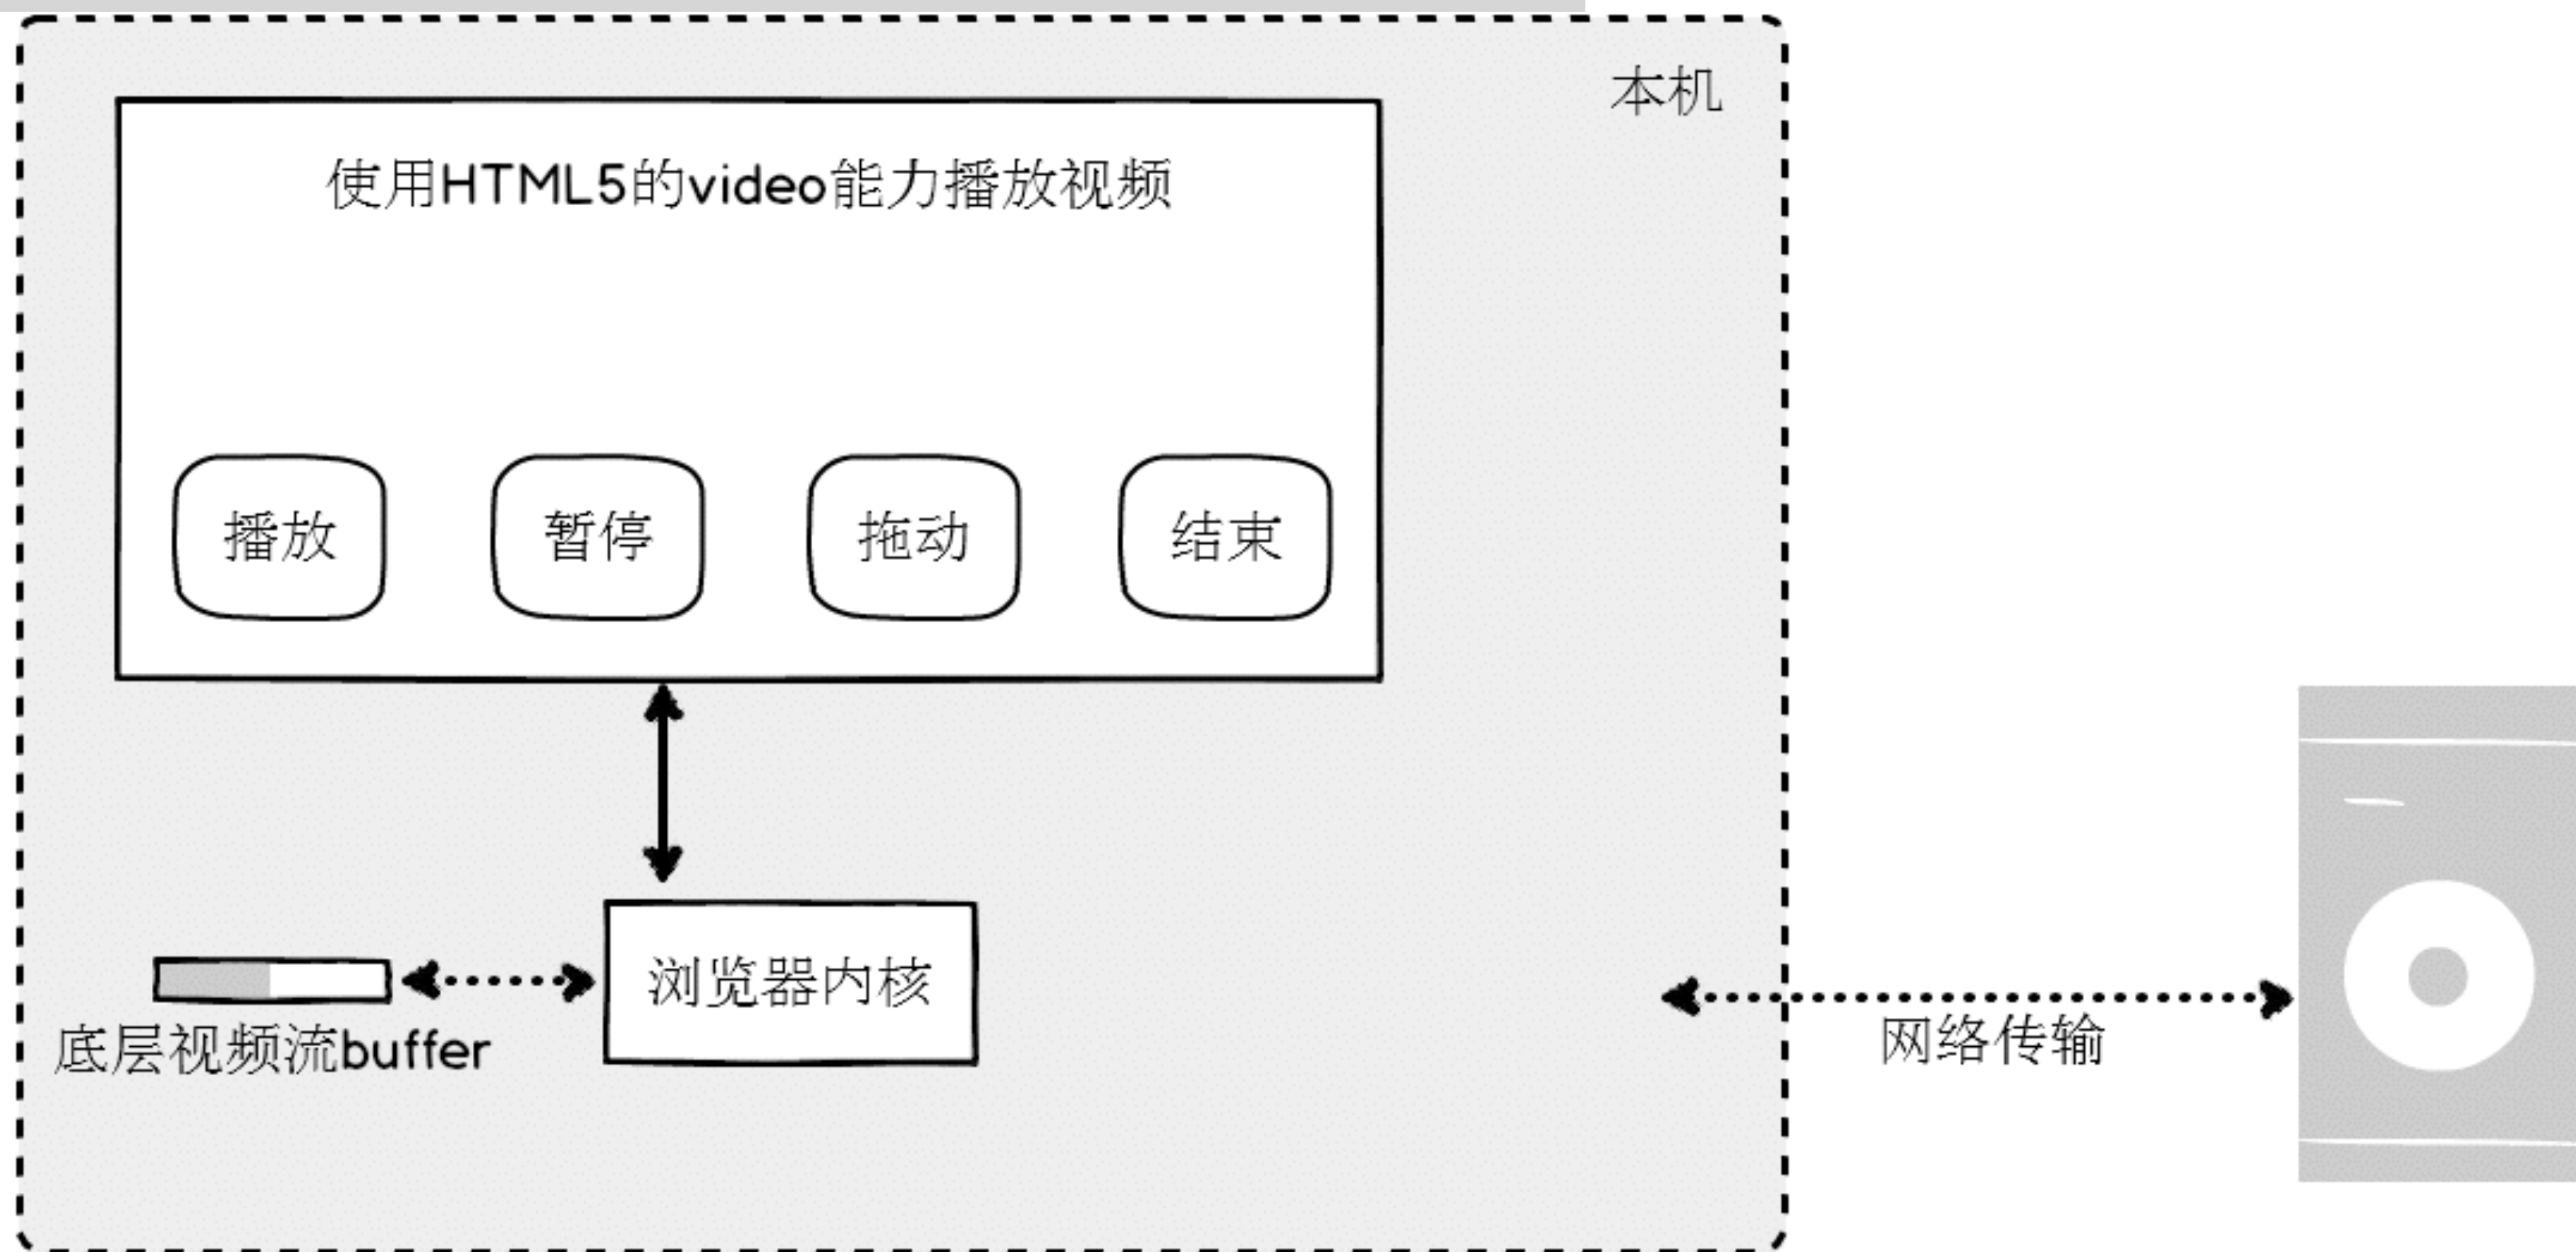 本机
使用HTML5的video能力播放视频
播放
暂停
拖动
结束
浏览器内核
底层视频流buffer
网络传输